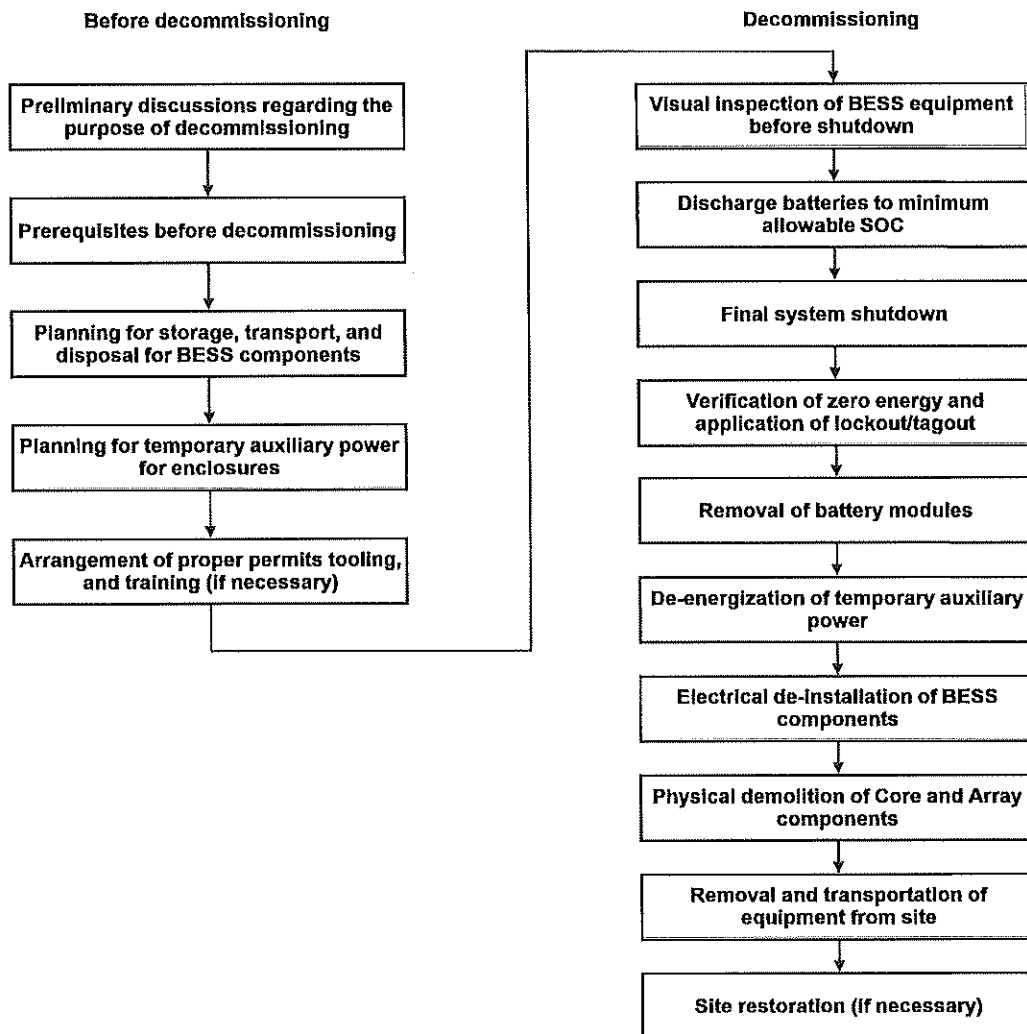 Before decommissioning
Preliminary discussions regarding the
purpose of decommissioning
Prerequisites before decommissioning
Planning for storage, transport, and
disposal for BESS components
Planning for temporary auxiliary power
for enclosures
Arrangement of proper permits tooling,
and training (if necessary)
Decommissioning
Visual inspection of BESS equipment
before shutdown
Discharge batteries to minimum
allowable SOC
Final system shutdown
Verification of zero energy and
application of lockout/tagout
Removal of battery modules
De-energization of temporary auxiliary
power
Electrical de-installation of BESS
components
Physical demolition of Core and Array
components
Removal and transportation of
equipment from site
Site restoration (if necessary)